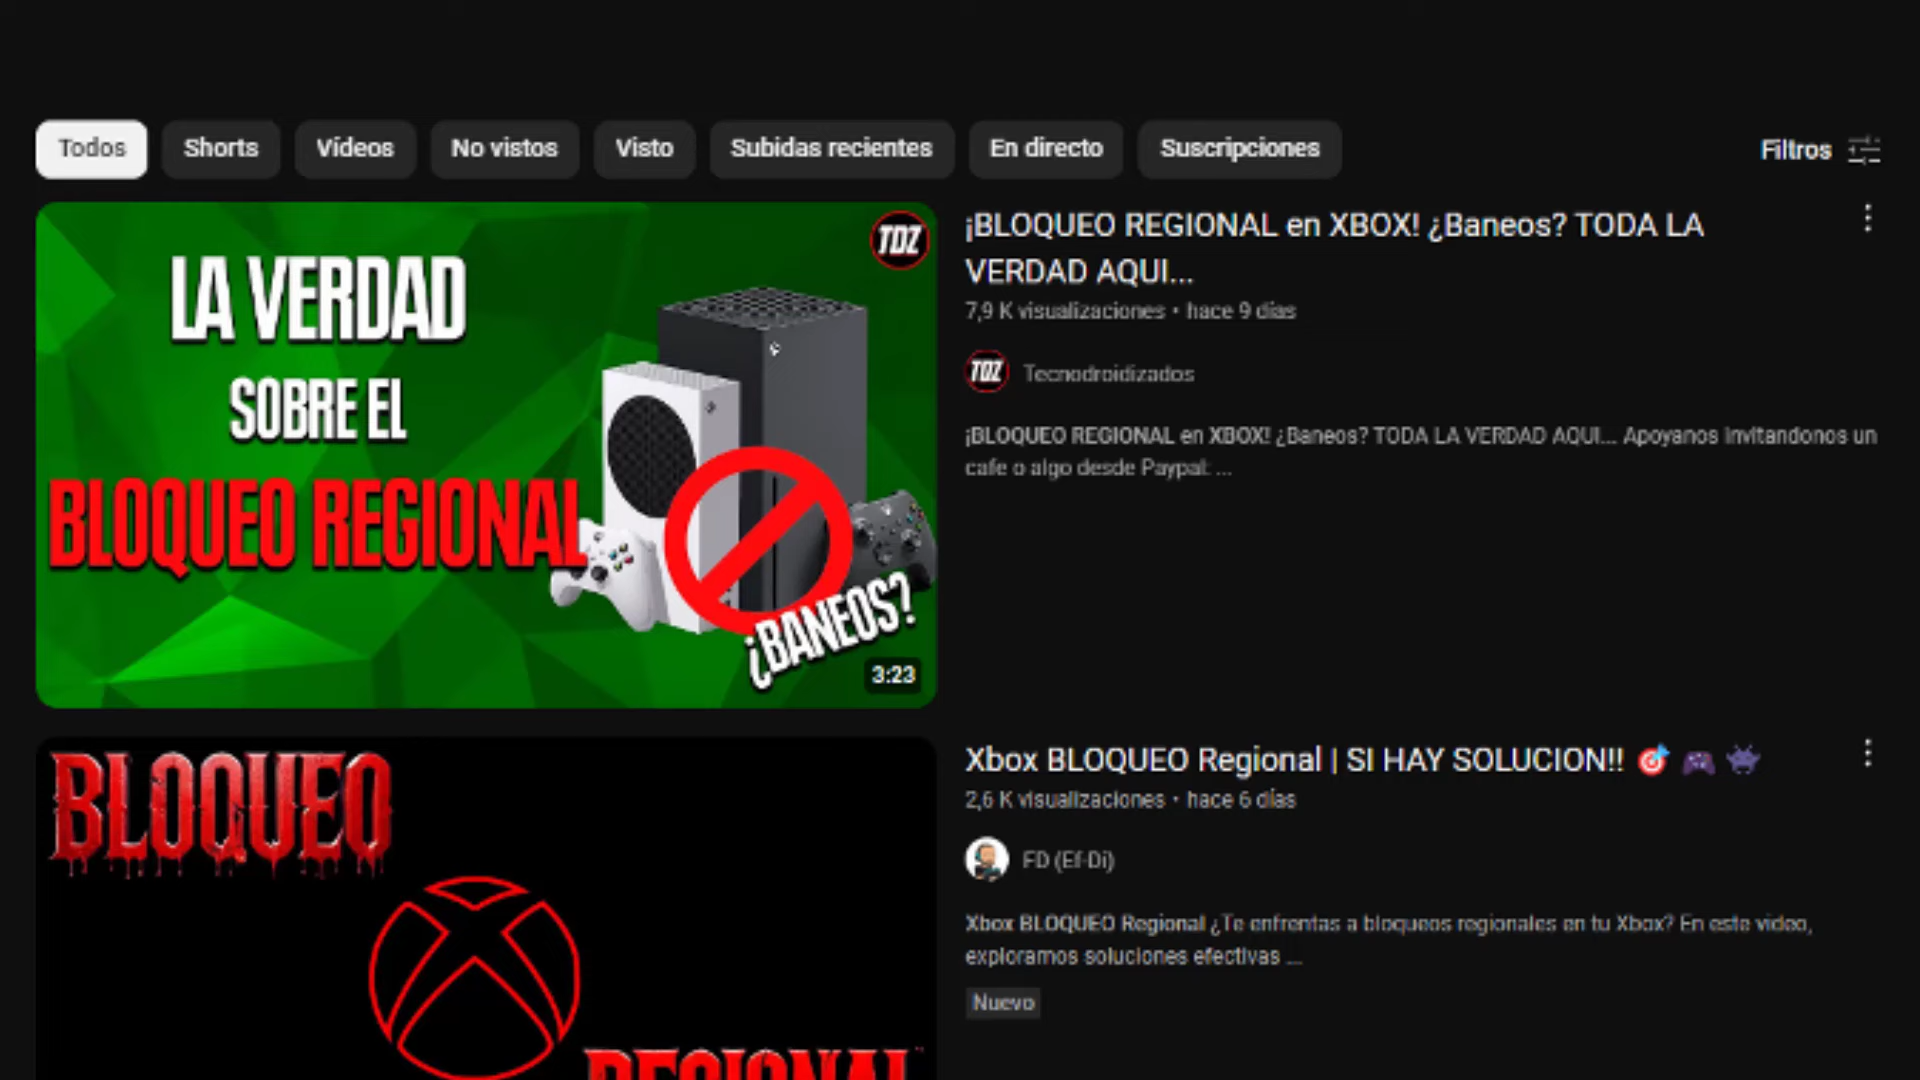 Todos
Shorts
Vídeos
No vistos
Visto
Subidas recientes
En directo
Suscripciones
Filtros
TDZ
LA VERDAD
SOBRE EL
BLOQUEO REGIONAL
¿BANEOS?
3:23
¡BLOQUEO REGIONAL en XBOX! ¿Baneos? TODA LA
VERDAD AQUI...
7,9 K visualizaciones • hace 9 días
TDZ
Tecnodroidizados
¡BLOQUEO REGIONAL en XBOX! ¿Baneos? TODA LA VERDAD AQUI... Apoyanos invitandonos un
cafe o algo desde Paypal: ...
BLOQUEO
REGIONAL
Xbox BLOQUEO Regional | SI HAY SOLUCION!! 🎯 🎮 👾
2,6 K visualizaciones • hace 6 días
FD (Ef-Di)
Xbox BLOQUEO Regional ¿Te enfrentas a bloqueos regionales en tu Xbox? En este video,
exploramos soluciones efectivas ...
Nuevo